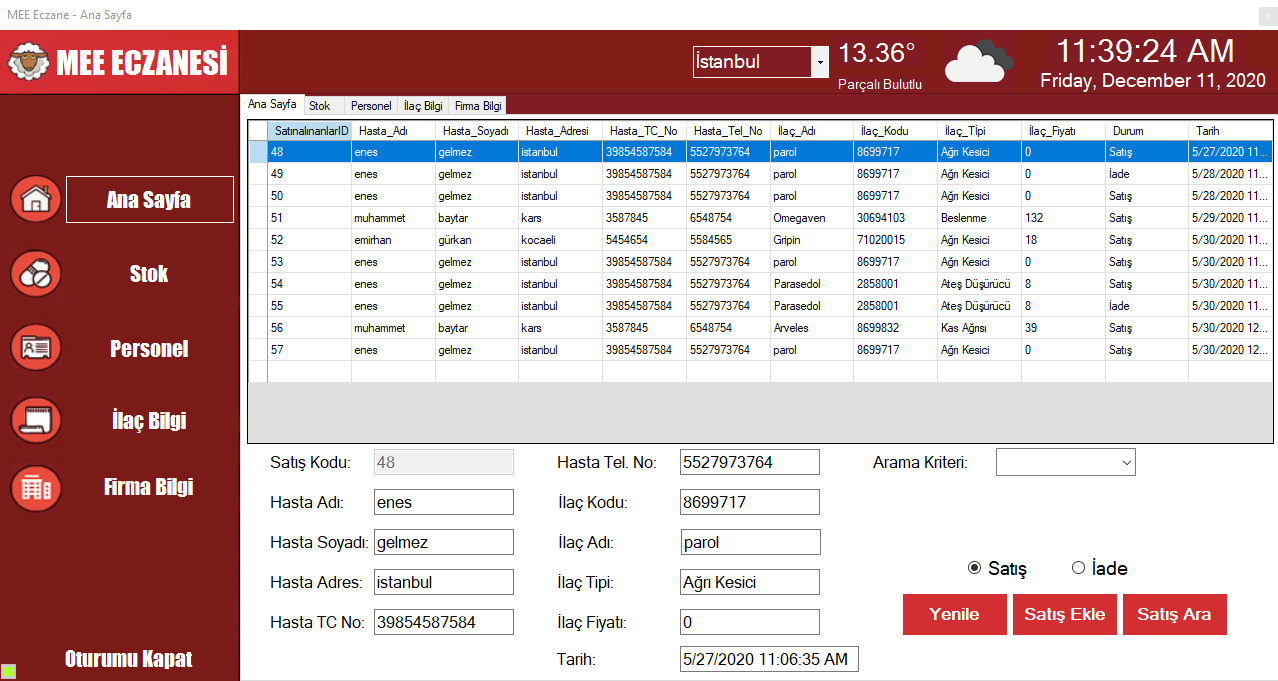 MEE Eczane - Ana Sayfa
MEE ECZANESİ
İstanbul
13.36°
Parçalı Bulutlu
11:39:24 AM
Friday, December 11, 2020
Ana Sayfa Stok Personel İlaç Bilgi Firma Bilgi
SatınalınanlarID Hasta_Adı Hasta_Soyadı Hasta_Adresi Hasta_TC_No Hasta_Tel_No İlaç_Adı İlaç_Kodu İlaç_Tİpi İlaç_Fiyatı Durum Tarih
48 enes gelmez istanbul 39854587584 5527973764 parol 8699717 Ağrı Kesici 0 Satış 5/27/2020 11...
49 enes gelmez istanbul 39854587584 5527973764 parol 8699717 Ağrı Kesici 0 İade 5/28/2020 11...
50 enes gelmez istanbul 39854587584 5527973764 parol 8699717 Ağrı Kesici 0 Satış 5/28/2020 11...
51 muhammet baytar kars 3587845 6548754 Omegaven 30694103 Beslenme 132 Satış 5/29/2020 11...
52 emirhan gürkan kocaeli 5454654 5584565 Gripin 71020015 Ağrı Kesici 18 Satış 5/30/2020 11...
53 enes gelmez istanbul 39854587584 5527973764 parol 8699717 Ağrı Kesici 0 Satış 5/30/2020 11...
54 enes gelmez istanbul 39854587584 5527973764 Parasedol 2858001 Ateş Düşürücü 8 Satış 5/30/2020 11...
55 enes gelmez istanbul 39854587584 5527973764 Parasedol 2858001 Ateş Düşürücü 8 İade 5/30/2020 11...
56 muhammet baytar kars 3587845 6548754 Arveles 8699832 Kas Ağrısı 39 Satış 5/30/2020 12...
57 enes gelmez istanbul 39854587584 5527973764 parol 8699717 Ağrı Kesici 0 Satış 5/30/2020 12...
Ana Sayfa
Stok
Personel
İlaç Bilgi
Firma Bilgi
Oturumu Kapat
Satış Kodu: 48
Hasta Adı: enes
Hasta Soyadı: gelmez
Hasta Adres: istanbul
Hasta TC No: 39854587584
Hasta Tel. No: 5527973764
İlaç Kodu: 8699717
İlaç Adı: parol
İlaç Tipi: Ağrı Kesici
İlaç Fiyatı: 0
Tarih: 5/27/2020 11:06:35 AM
Arama Kriteri:
Satış İade
Yenile Satış Ekle Satış Ara